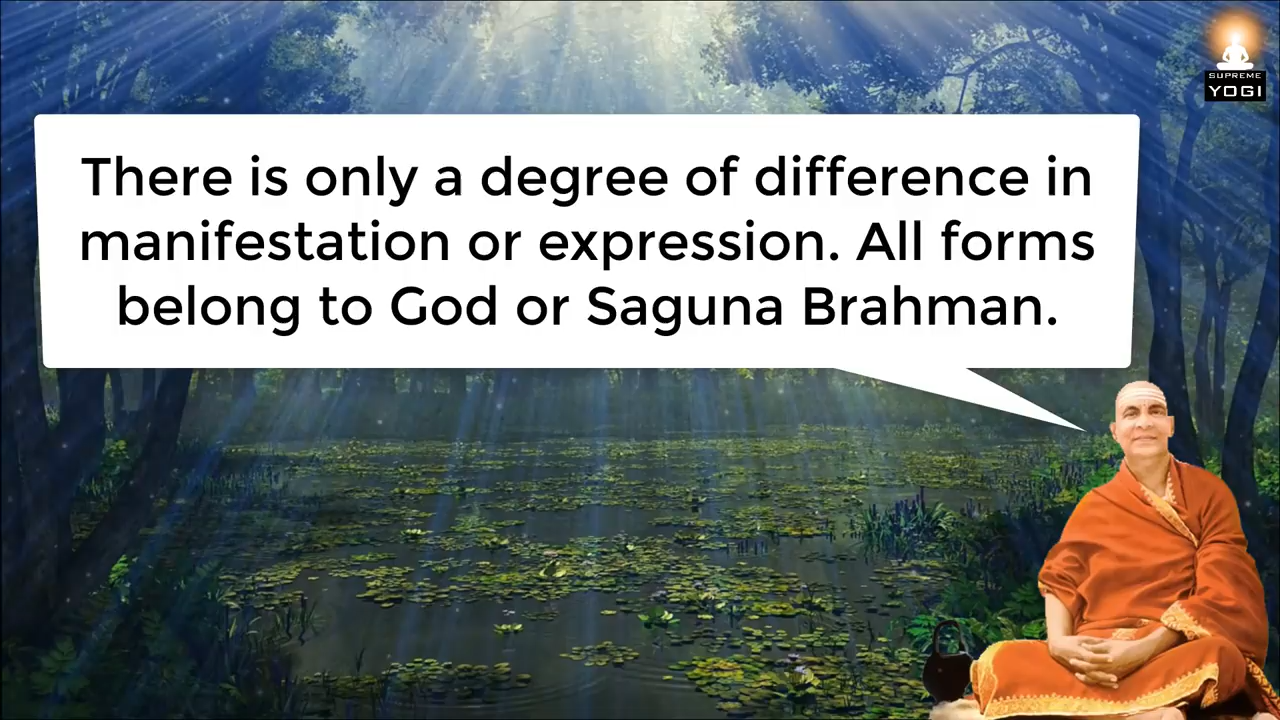 SUPREME
YOGI
There is only a degree of difference in
manifestation or expression. All forms
belong to God or Saguna Brahman.